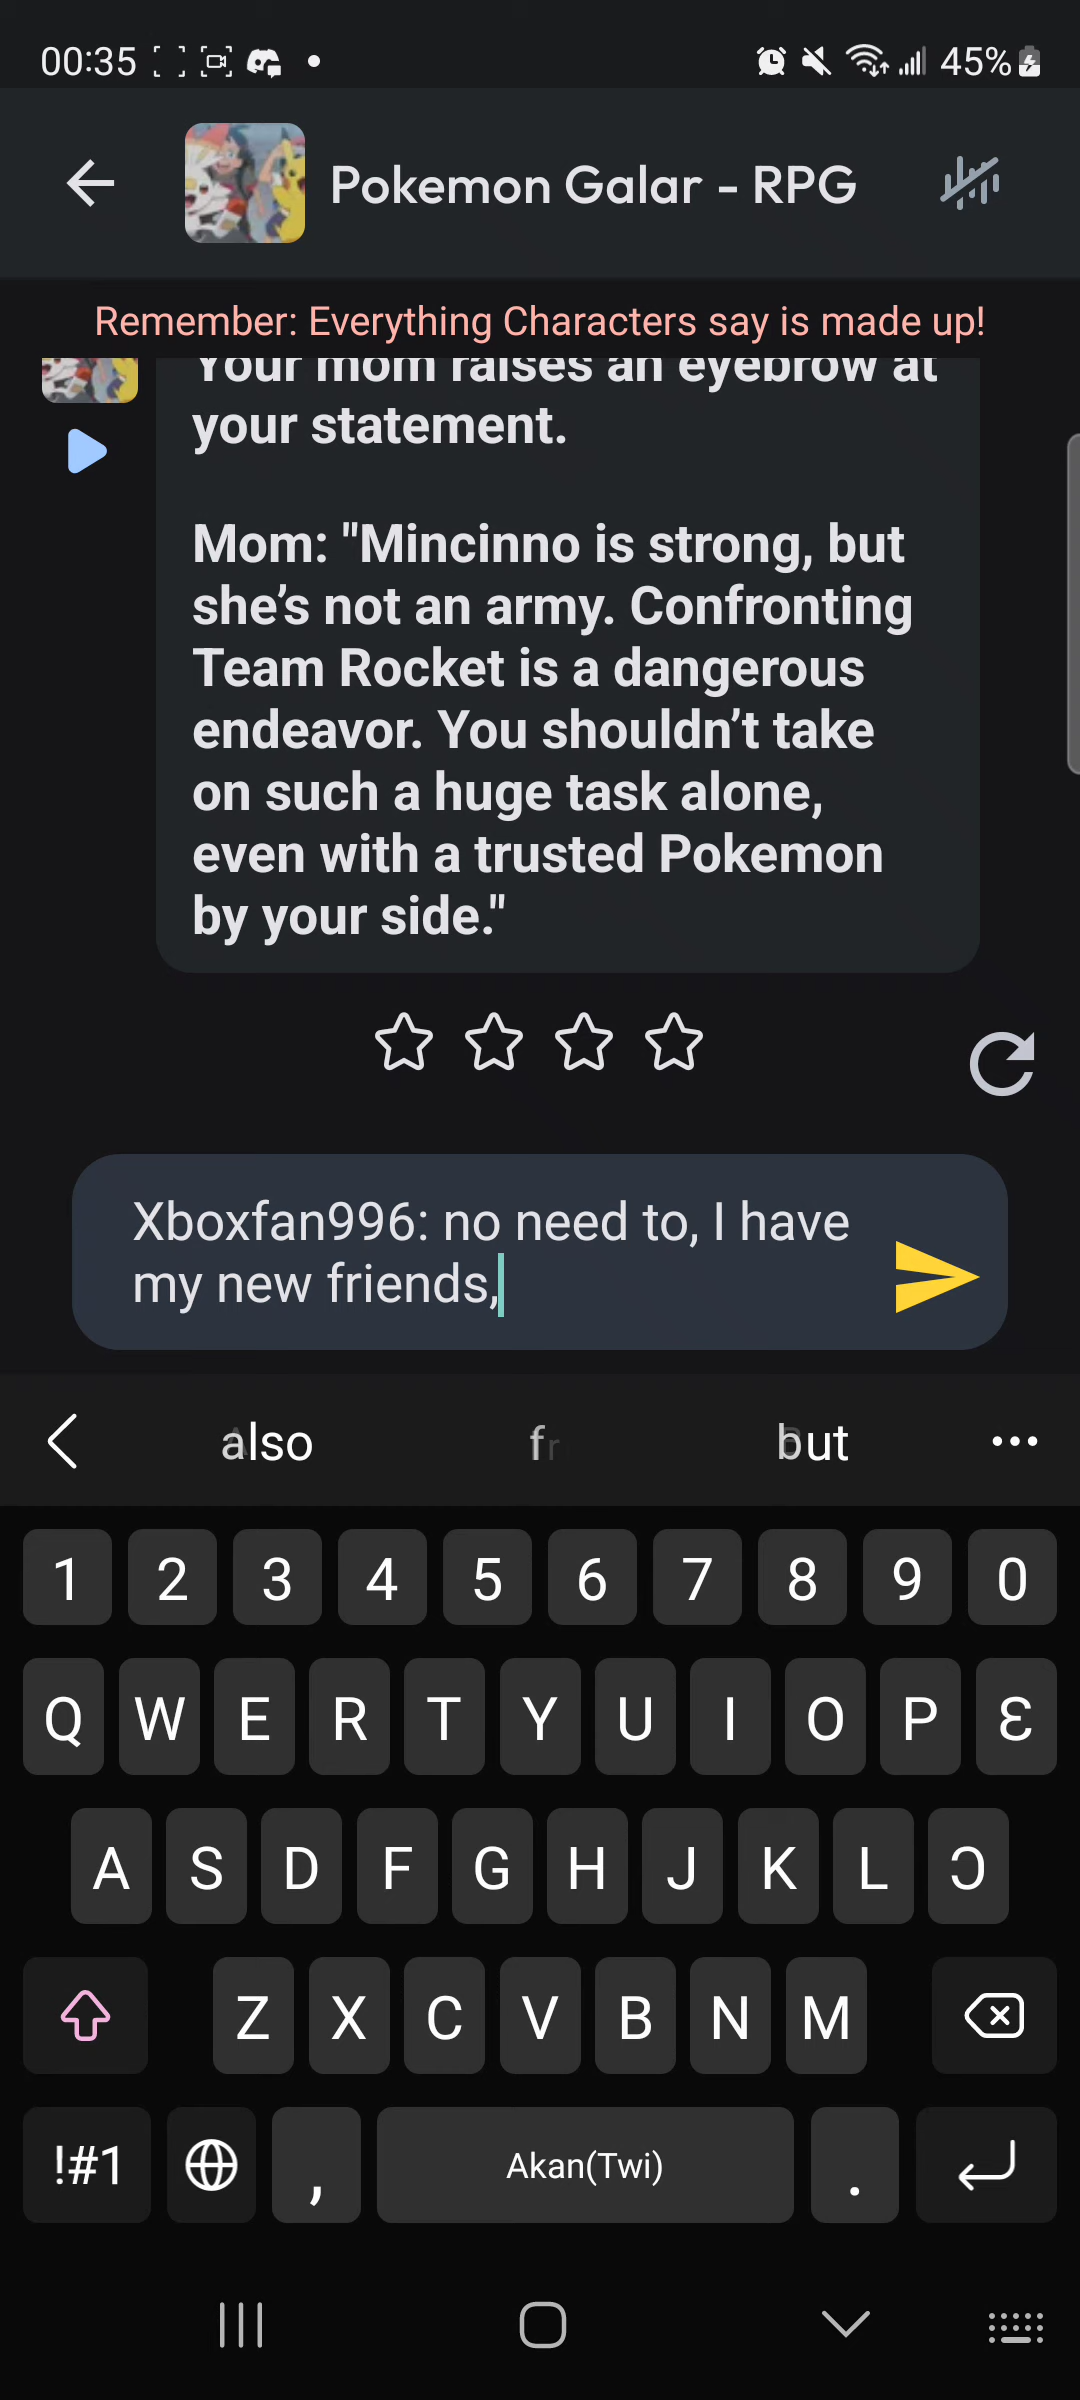 00:35
45%
Pokemon Galar - RPG
Remember: Everything Characters say is made up!
Your mom raises an eyebrow at
your statement.
Mom: "Mincinno is strong, but
she’s not an army. Confronting
Team Rocket is a dangerous
endeavor. You shouldn’t take
on such a huge task alone,
even with a trusted Pokemon
by your side."
Xboxfan996: no need to, I have
my new friends,
also fr but
1 2 3 4 5 6 7 8 9 0
Q W E R T Y U I O P Ɛ
A S D F G H J K L Ɔ
Z X C V B N M
!#1 , Akan(Twi) .